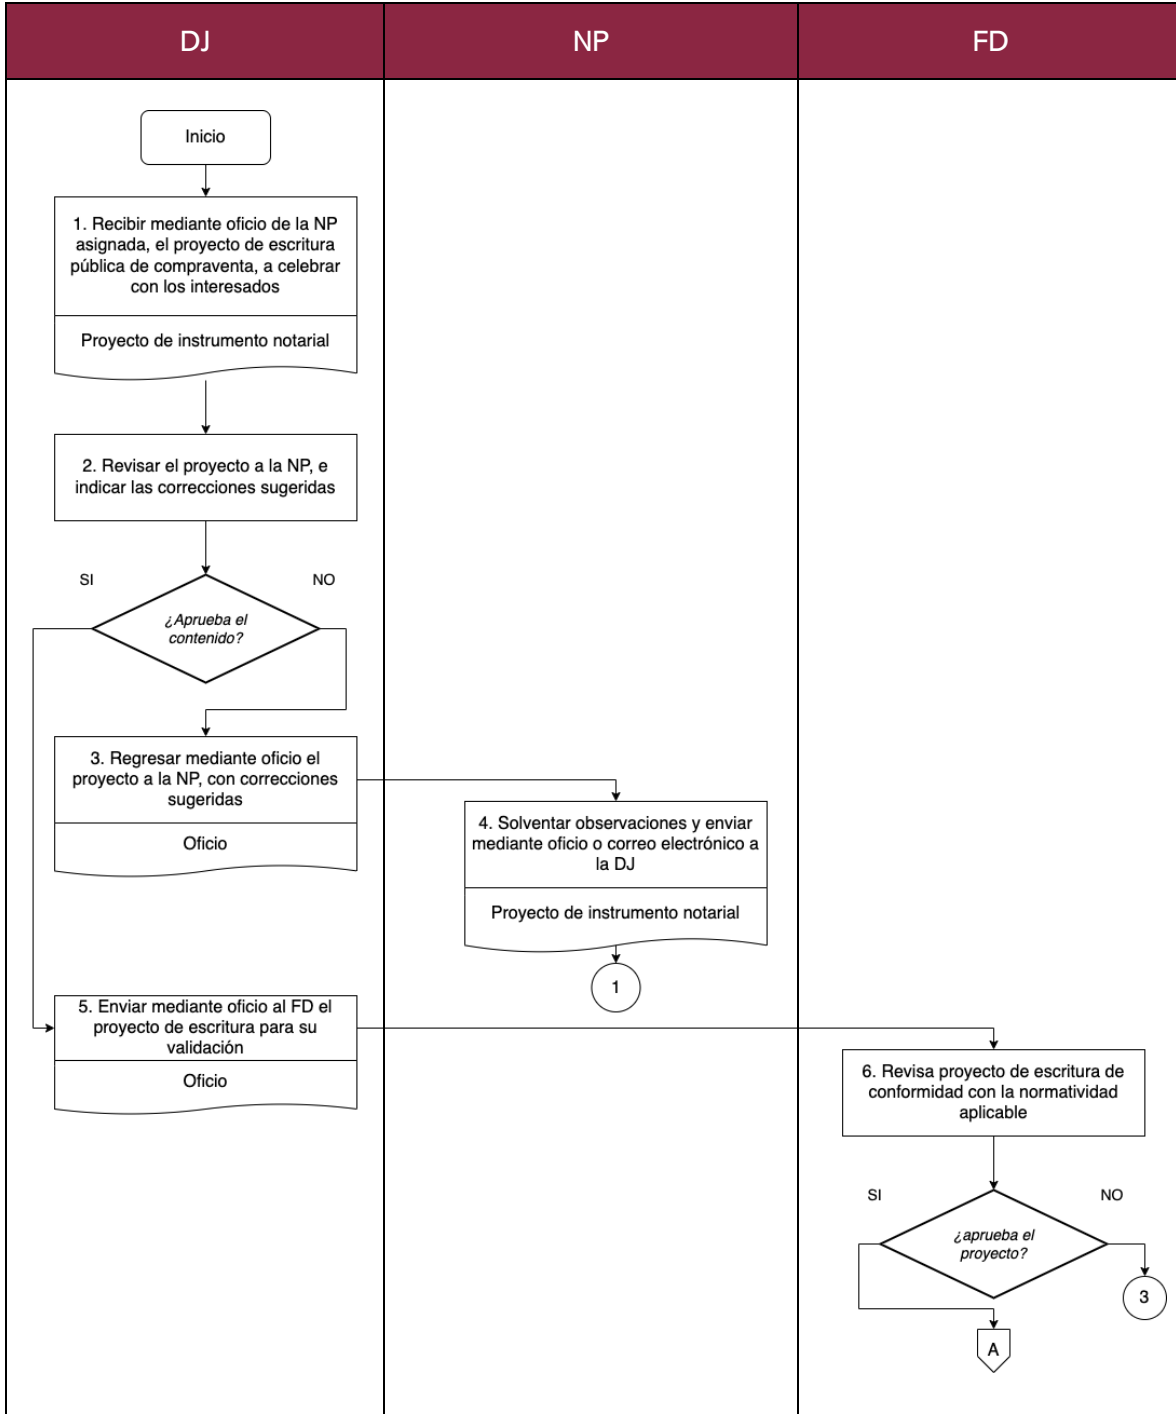 DJ
NP
FD
Inicio
1. Recibir mediante oficio de la NP
asignada, el proyecto de escritura
pública de compraventa, a celebrar
con los interesados
Proyecto de instrumento notarial
2. Revisar el proyecto a la NP, e
indicar las correcciones sugeridas
SI
NO
¿Aprueba el
contenido?
3. Regresar mediante oficio el
proyecto a la NP, con correcciones
sugeridas
Oficio
4. Solventar observaciones y enviar
mediante oficio o correo electrónico a
la DJ
Proyecto de instrumento notarial
1
5. Enviar mediante oficio al FD el
proyecto de escritura para su
validación
Oficio
6. Revisa proyecto de escritura de
conformidad con la normatividad
aplicable
SI
NO
¿aprueba el
proyecto?
3
A